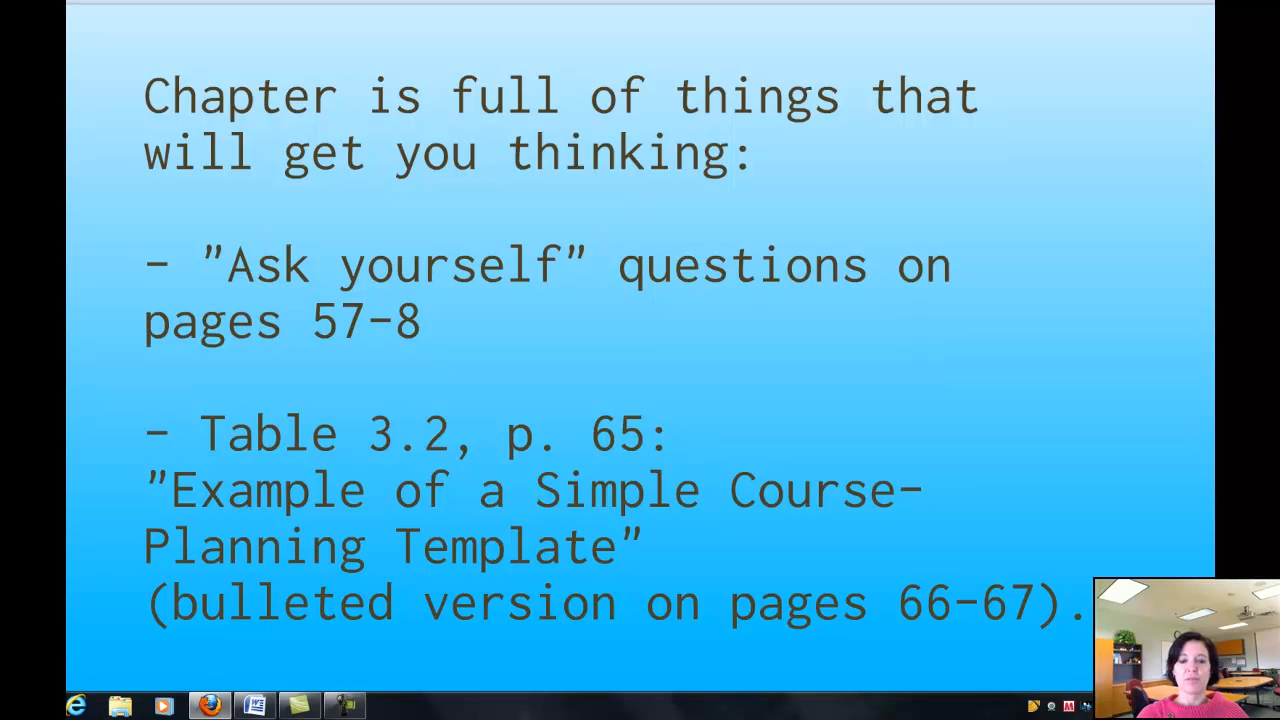 Chapter is full of things that
will get you thinking:
- "Ask yourself" questions on
pages 57-8
- Table 3.2, p. 65:
"Example of a Simple Course-
Planning Template"
(bulleted version on pages 66-67).